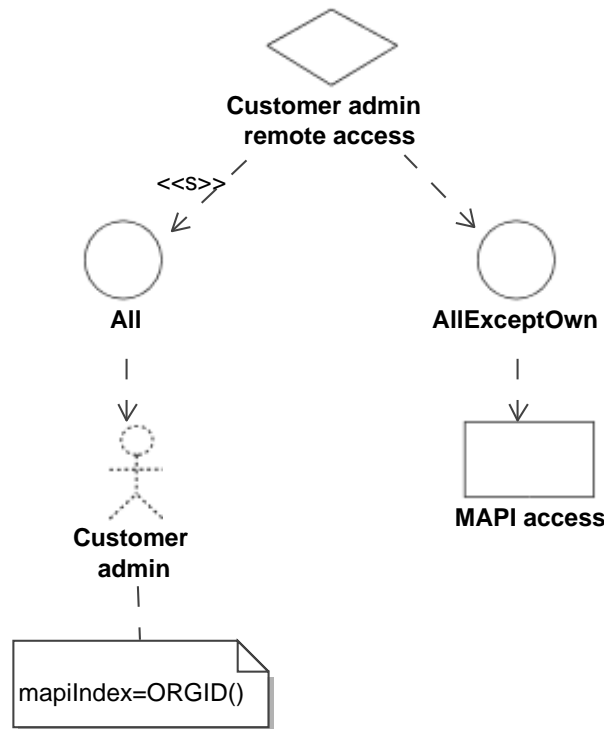 Customer admin
remote access
<<s>>
All
AllExceptOwn
Customer
admin
MAPI access
mapiIndex=ORGID()